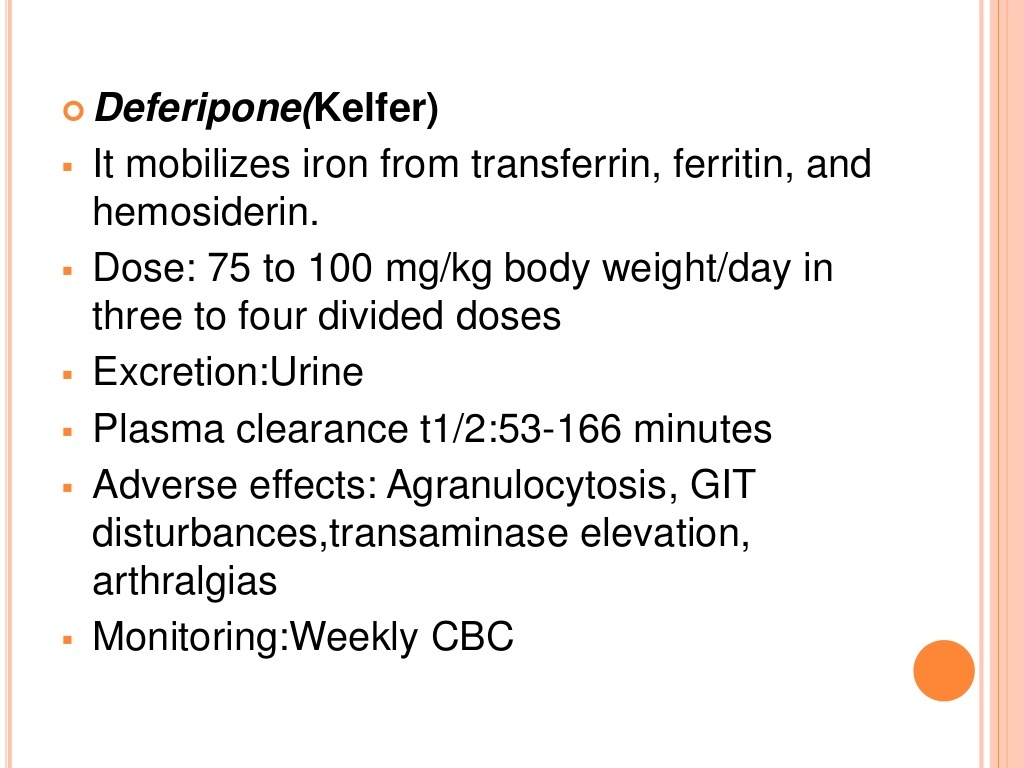 Deferipone(Kelfer)
It mobilizes iron from transferrin, ferritin, and
hemosiderin.
Dose: 75 to 100 mg/kg body weight/day in
three to four divided doses
Excretion:Urine
Plasma clearance t1/2:53-166 minutes
Adverse effects: Agranulocytosis, GIT
disturbances,transaminase elevation,
arthralgias
Monitoring:Weekly CBC